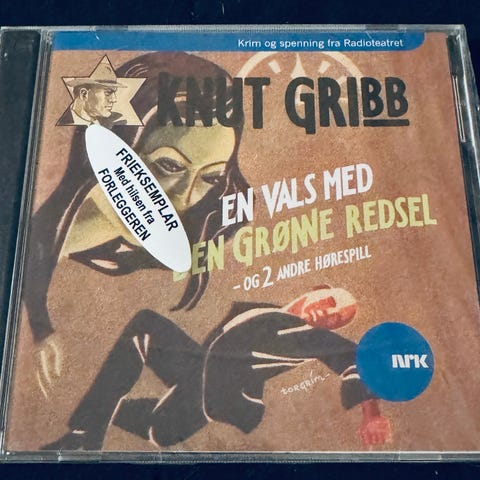 Krim og spenning fra Radioteatret
KNUT GRIBB
FRIEKSEMPLAR
Med hilsen fra
FORLEGGEREN
EN VALS MED
DEN GRØNNE REDSEL
- OG 2 ANDRE HØRESPILL
NRK
torgrim-